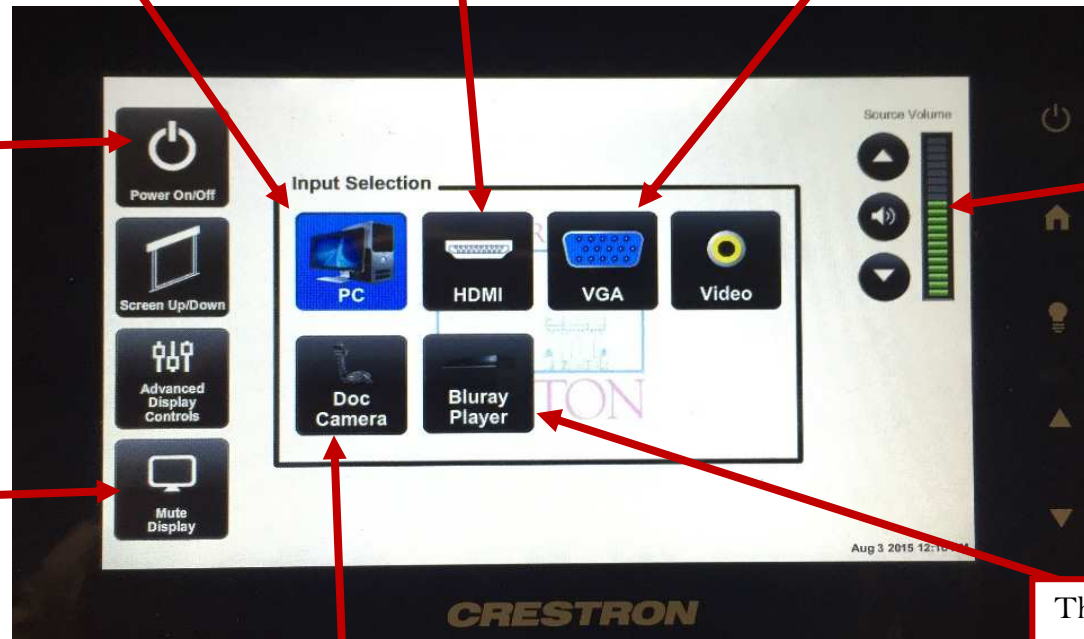 Source Volume
Power On/Off
Input Selection
PC
HDMI
VGA
Video
Screen Up/Down
Advanced
Display
Controls
Doc
Camera
Bluray
Player
TON
Mute
Display
Aug 3 2015
CRESTRON